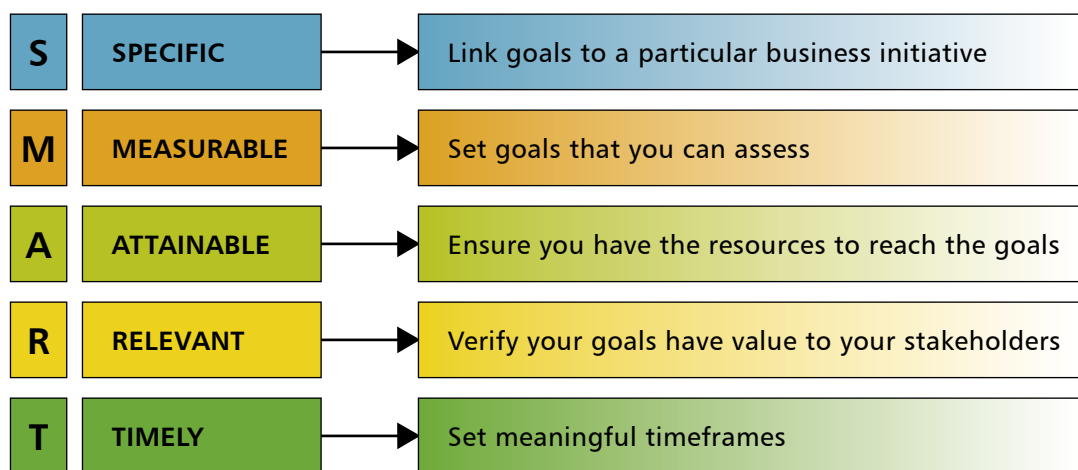 S SPECIFIC Link goals to a particular business initiative
M MEASURABLE Set goals that you can assess
A ATTAINABLE Ensure you have the resources to reach the goals
R RELEVANT Verify your goals have value to your stakeholders
T TIMELY Set meaningful timeframes